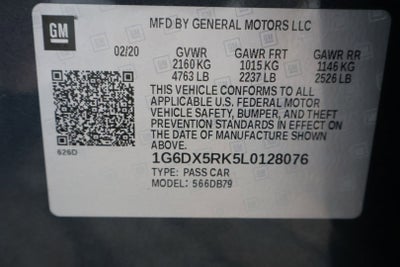 GM
MFD BY GENERAL MOTORS LLC
02/20 GVWR GAWR FRT GAWR RR
2160 KG 1015 KG 1146 KG
4763 LB 2237 LB 2526 LB
THIS VEHICLE CONFORMS TO ALL
APPLICABLE U.S. FEDERAL MOTOR
VEHICLE SAFETY, BUMPER, AND THEFT
PREVENTION STANDARDS IN EFFECT ON
THE DATE OF MANUFACTURE SHOWN ABOVE.
626D
1G6DX5RK5L0128076
TYPE: PASS CAR
MODEL: 566DB79